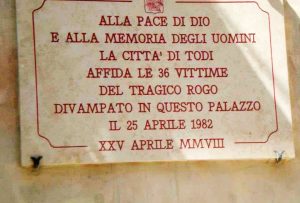 ALLA PACE DI DIO
E ALLA MEMORIA DEGLI UOMINI
LA CITTA' DI TODI
AFFIDA LE 36 VITTIME
DEL TRAGICO ROGO
DIVAMPATO IN QUESTO PALAZZO
IL 25 APRILE 1982
XXV APRILE MMVIII